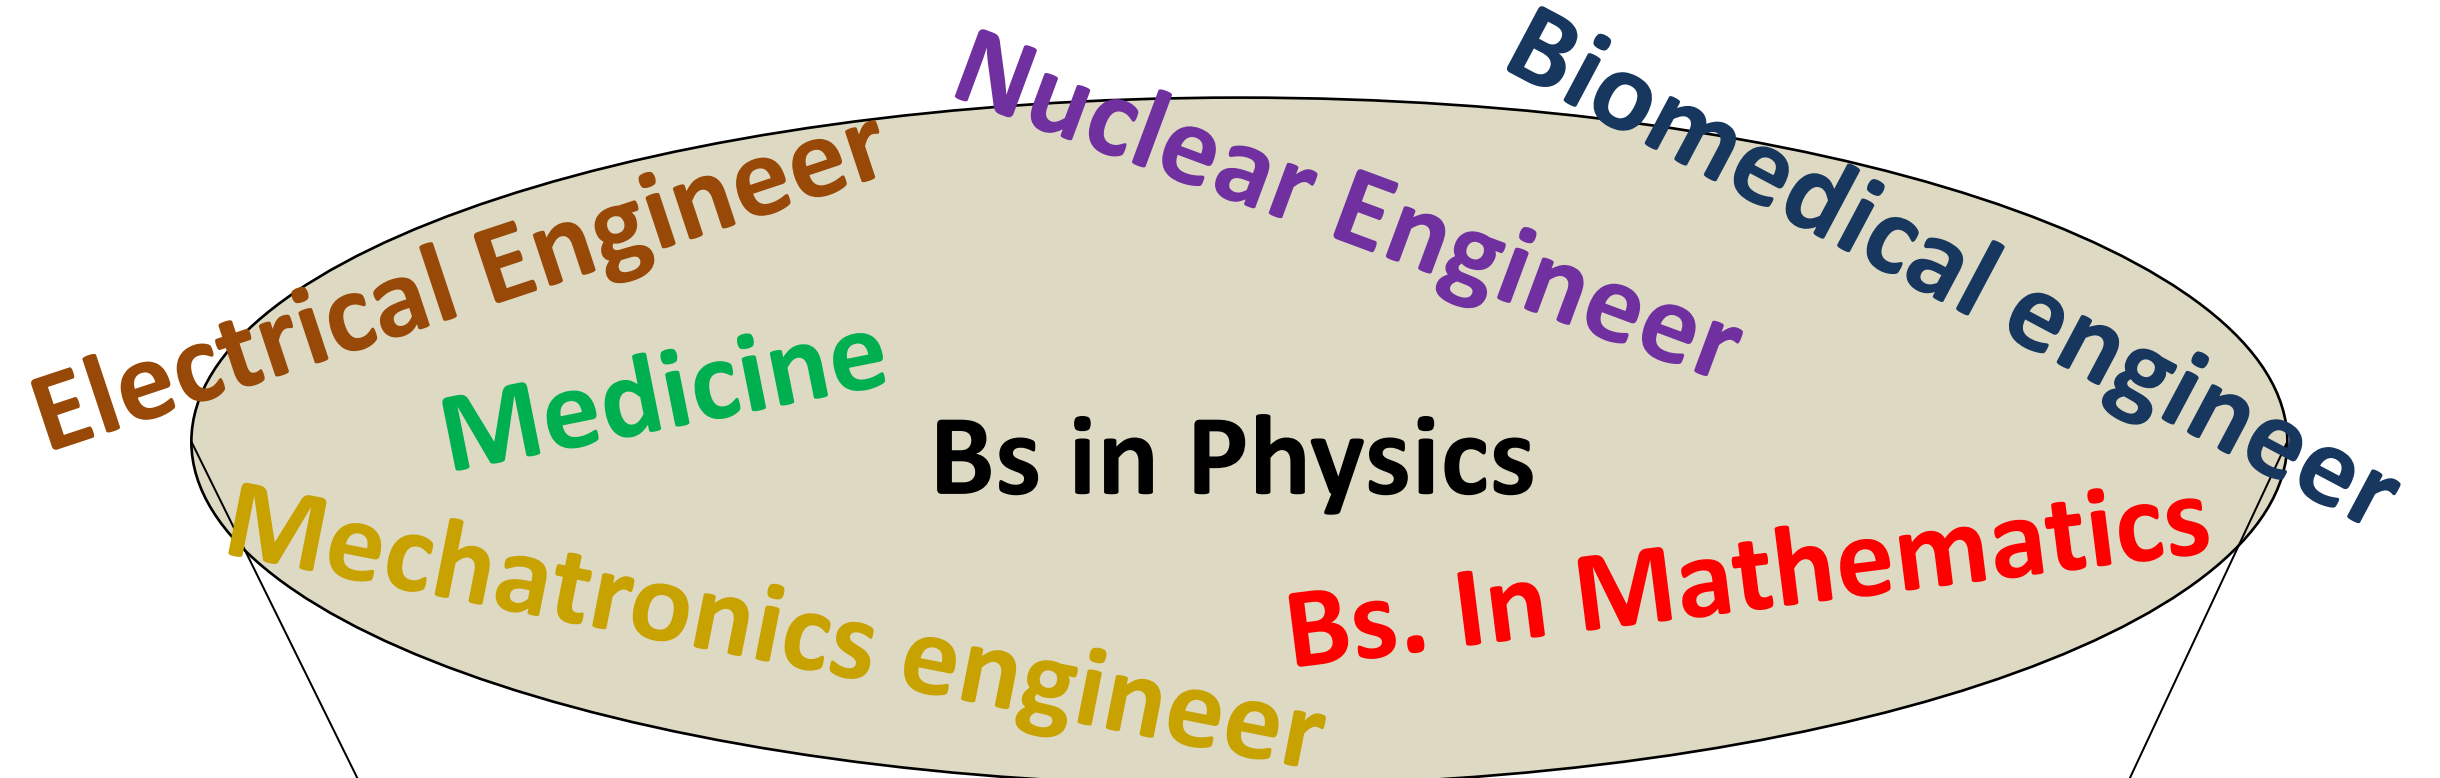 Nuclear Engineer
Biomedical engineer
Electrical Engineer
Medicine
Bs in Physics
Mechatronics engineer
Bs. In Mathematics